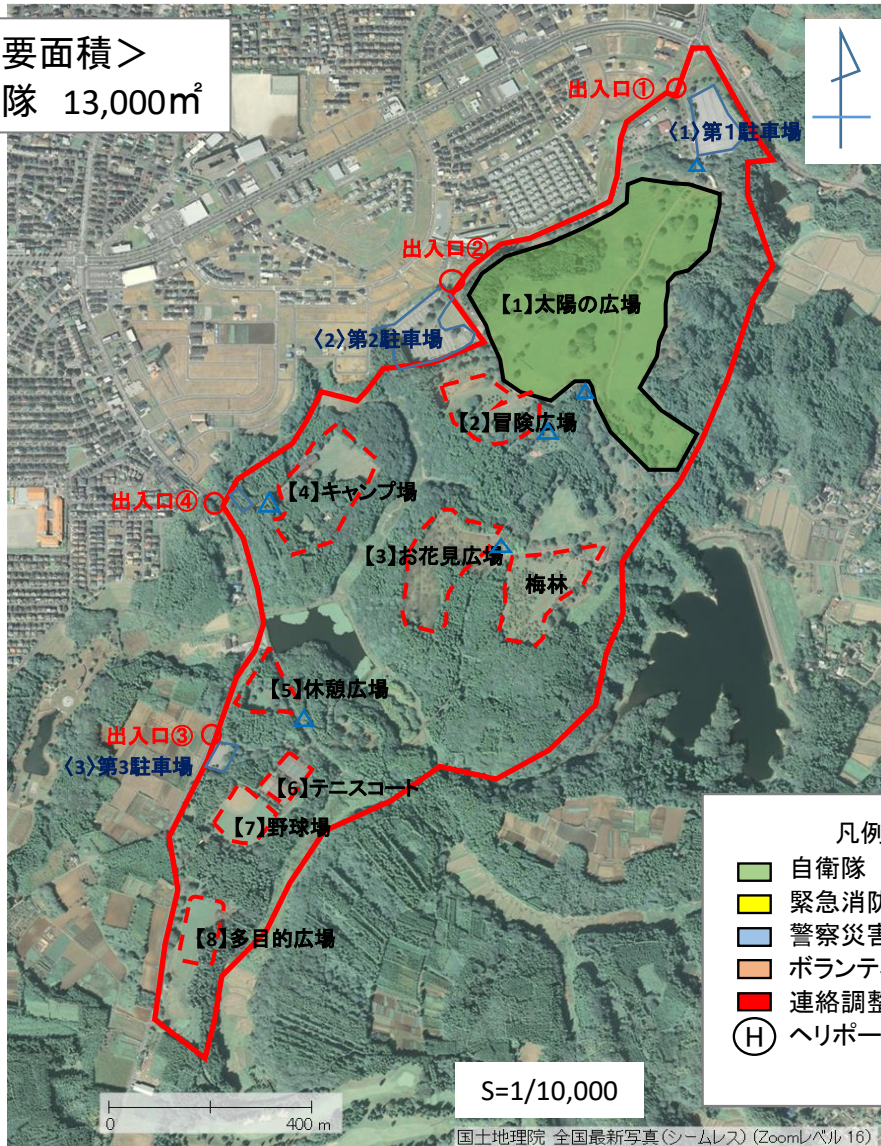 要面積＞
隊 13,000㎡
出入口①
〈1〉第1駐車場
出入口②
【1】太陽の広場
〈2〉第2駐車場
【2】冒険広場
出入口④
【4】キャンプ場
【3】お花見広場
梅林
【5】休憩広場
出入口③
〈3〉第3駐車場
【6】テニスコート
【7】野球場
【8】多目的広場
凡例
自衛隊
緊急消防
警察災害
ボランテ
連絡調整
H ヘリポー
S=1/10,000
0 400 m
国土地理院 全国最新写真(シームレス) (Zoomレベル 16)